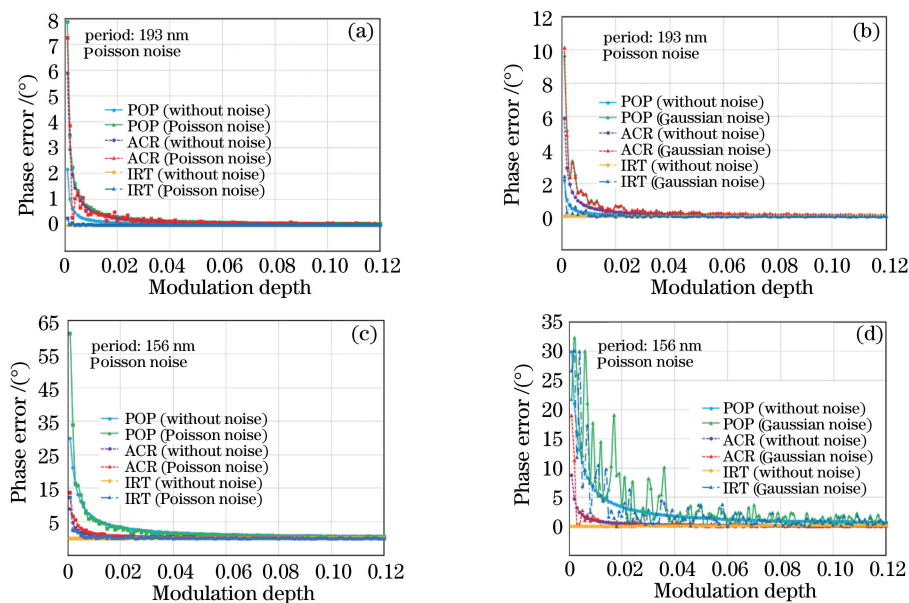 (a)
period: 193 nm
Poisson noise
POP (without noise)
POP (Poisson noise)
ACR (without noise)
ACR (Poisson noise)
IRT (without noise)
IRT (Poisson noise)
Phase error /(°)
8
7
6
5
4
3
2
1
0
0 0.02 0.04 0.06 0.08 0.10 0.12
Modulation depth
(b)
period: 193 nm
Poisson noise
POP (without noise)
POP (Gaussian noise)
ACR (without noise)
ACR (Gaussian noise)
IRT (without noise)
IRT (Gaussian noise)
Phase error /(°)
12
10
8
6
4
2
0
0 0.02 0.04 0.06 0.08 0.10 0.12
Modulation depth
(c)
period: 156 nm
Poisson noise
POP (without noise)
POP (Poisson noise)
ACR (without noise)
ACR (Poisson noise)
IRT (without noise)
IRT (Poisson noise)
Phase error /(°)
65
55
45
35
25
15
5
0 0.02 0.04 0.06 0.08 0.10 0.12
Modulation depth
(d)
period: 156 nm
Poisson noise
POP (without noise)
POP (Gaussian noise)
ACR (without noise)
ACR (Gaussian noise)
IRT (without noise)
IRT (Gaussian noise)
Phase error /(°)
35
30
25
20
15
10
5
0
0 0.02 0.04 0.06 0.08 0.10 0.12
Modulation depth